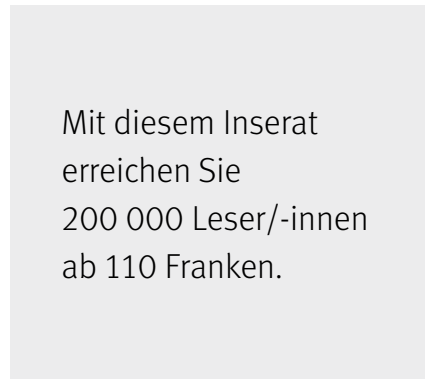 Mit diesem Inserat
erreichen Sie
200 000 Leser/-innen
ab 110 Franken.